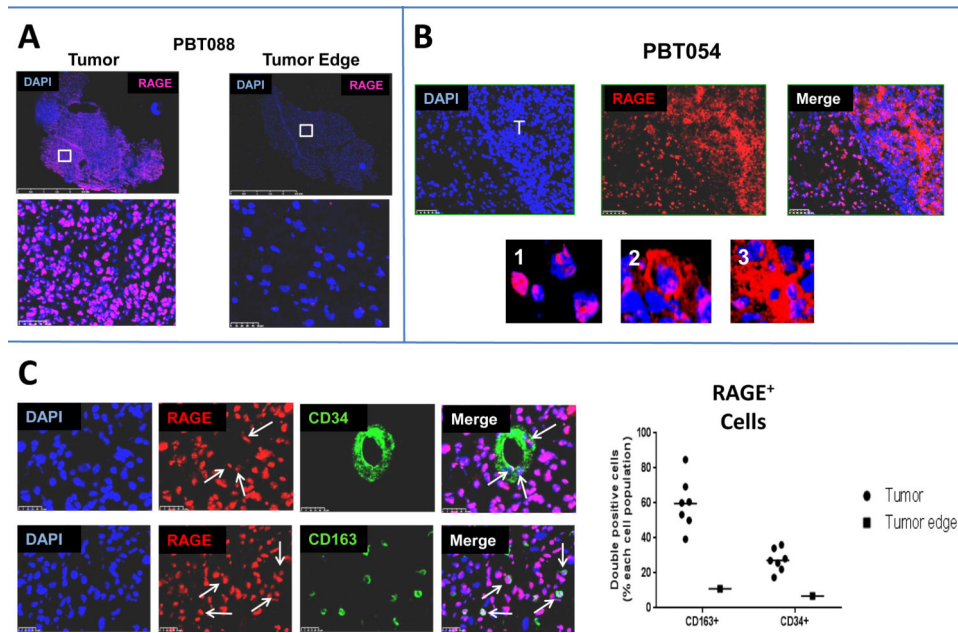 A
PBT088
Tumor
Tumor Edge
DAPI
RAGE
DAPI
RAGE
B
PBT054
DAPI
T
RAGE
Merge
1
2
3
C
DAPI
RAGE
CD34
Merge
DAPI
RAGE
CD163
Merge
RAGE+
Cells
Double positive cells
(% each cell population)
100
80
60
40
20
0
CD163+
CD34+
Tumor
Tumor edge